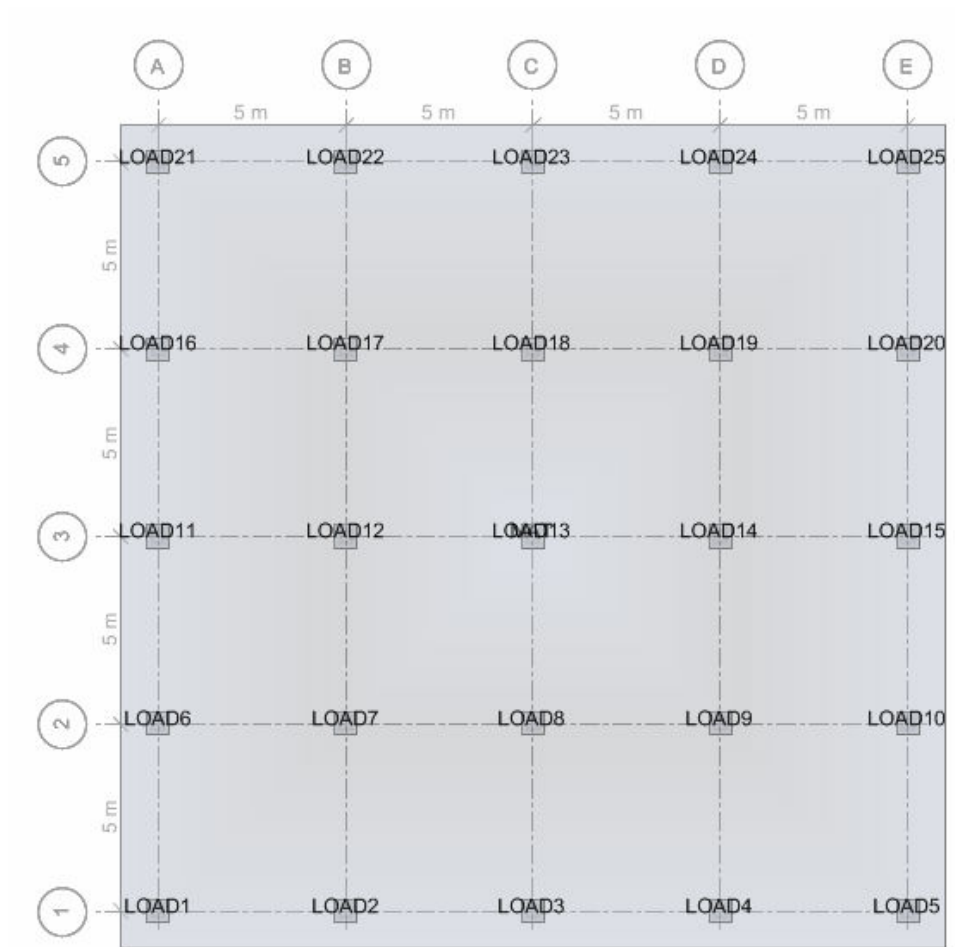 A B C D E
5 m 5 m 5 m 5 m
5 LOAD21 LOAD22 LOAD23 LOAD24 LOAD25
5 m
4 LOAD16 LOAD17 LOAD18 LOAD19 LOAD20
5 m
3 LOAD11 LOAD12 LOAD13 LOAD14 LOAD15
5 m
2 LOAD6 LOAD7 LOAD8 LOAD9 LOAD10
5 m
1 LOAD1 LOAD2 LOAD3 LOAD4 LOAD5